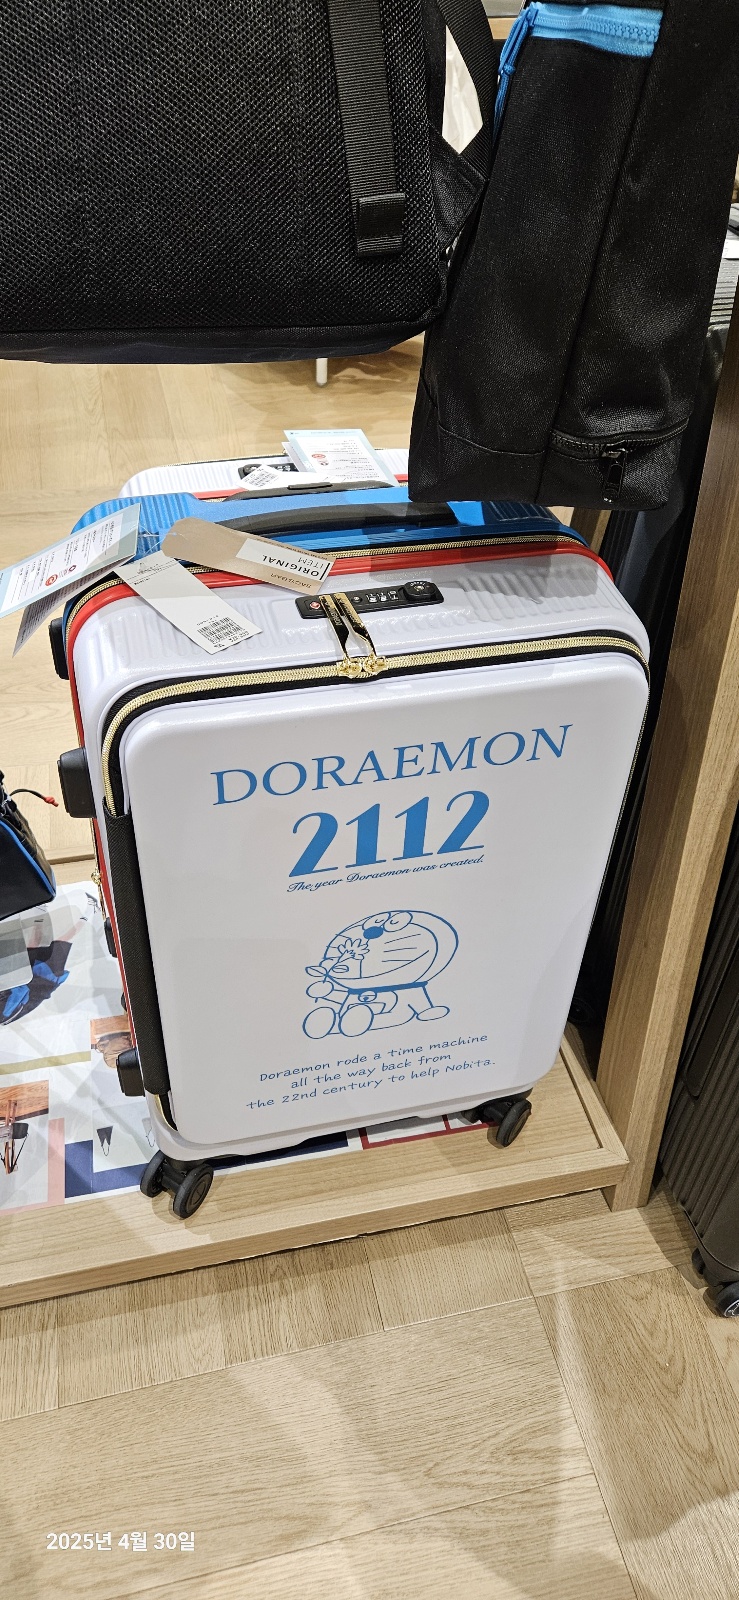 ORIGINAL
ITEM
DORAEMON
2112
The year Doraemon was created.
Doraemon rode a time machine
all the way back from
the 22nd century to help Nobita.
2025년 4월 30일